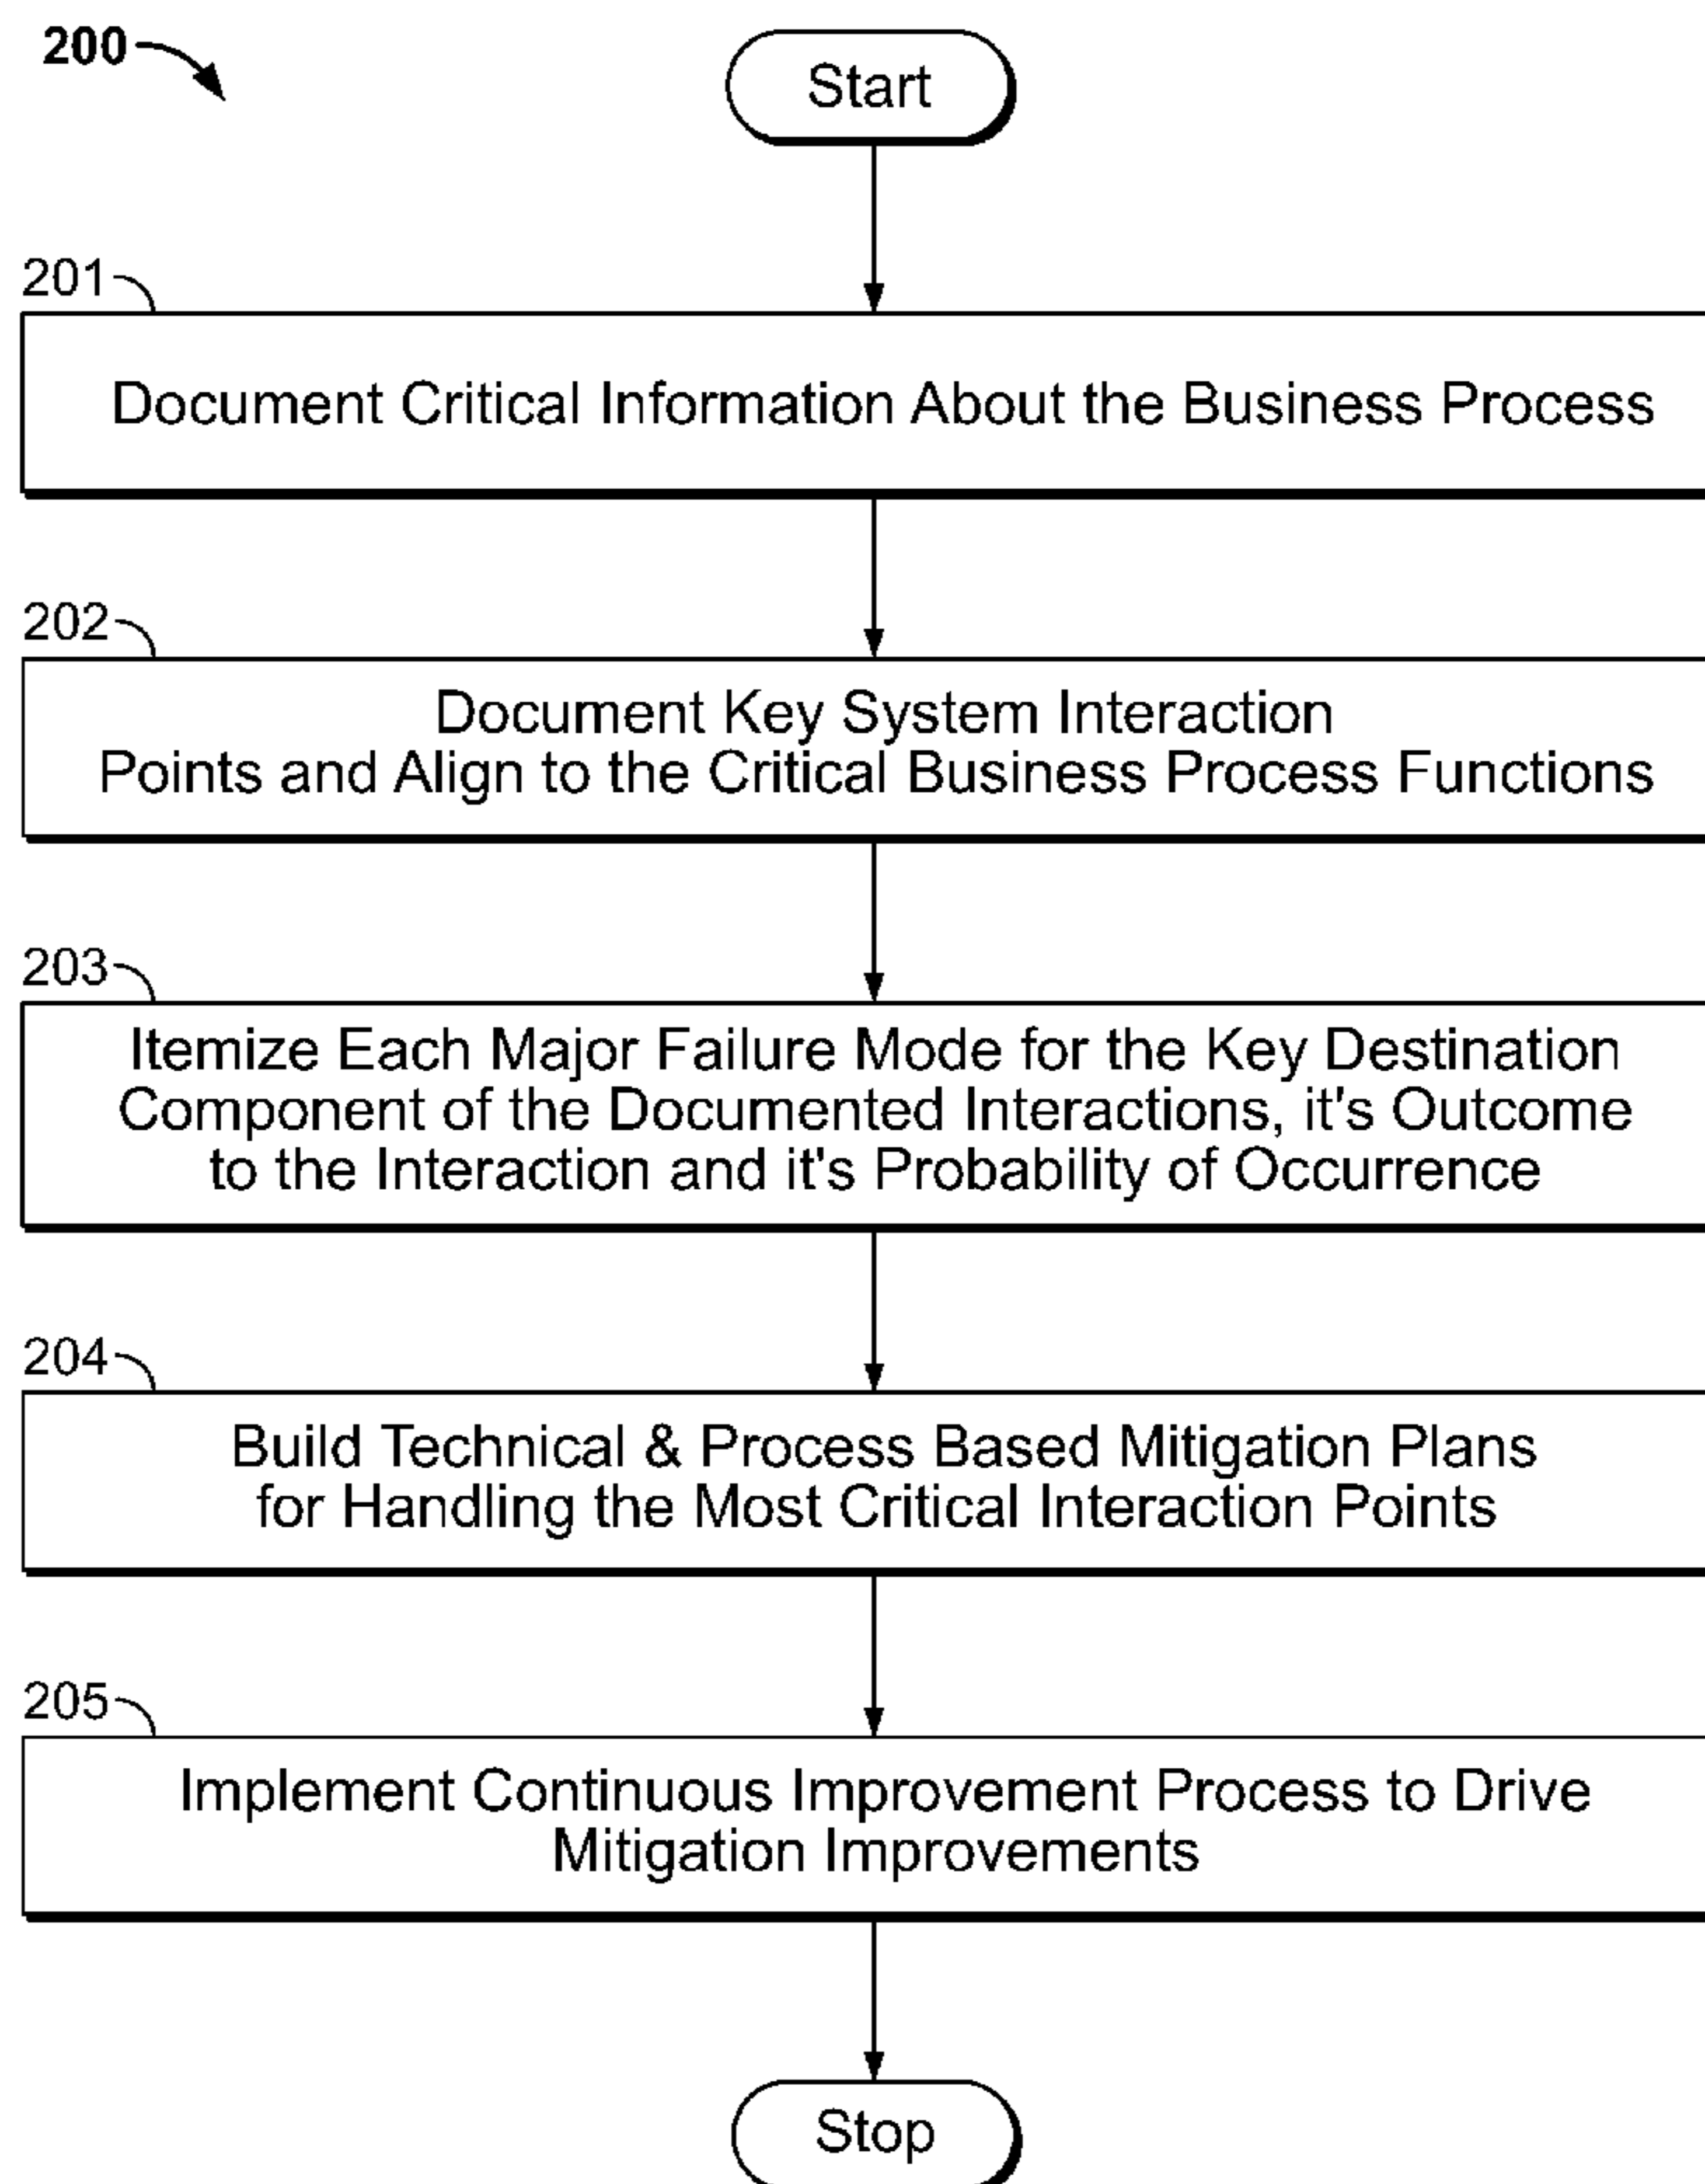 200
Start
201
Document Critical Information About the Business Process
202
Document Key System Interaction
Points and Align to the Critical Business Process Functions
203
Itemize Each Major Failure Mode for the Key Destination
Component of the Documented Interactions, it's Outcome
to the Interaction and it's Probability of Occurrence
204
Build Technical & Process Based Mitigation Plans
for Handling the Most Critical Interaction Points
205
Implement Continuous Improvement Process to Drive
Mitigation Improvements
Stop